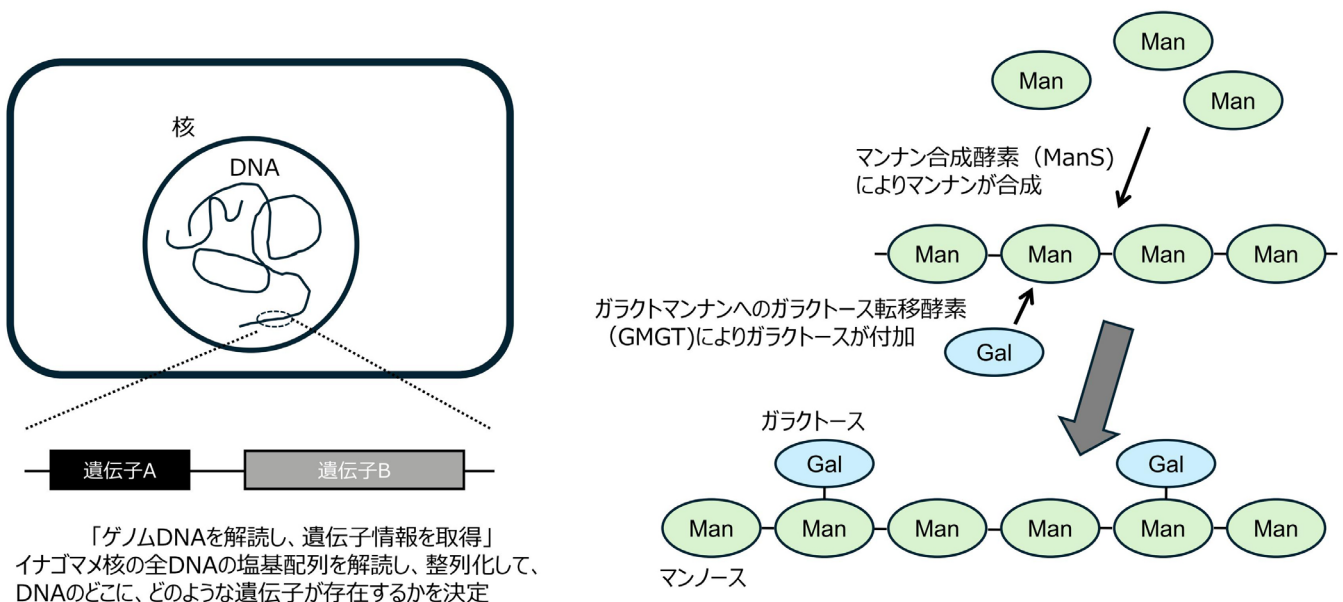 核
DNA
遺伝子A
遺伝子B
「ゲノムDNAを解読し、遺伝子情報を取得」
イナゴマメ核の全DNAの塩基配列を解読し、整列化して、
DNAのどこに、どのような遺伝子が存在するかを決定
Man
Man
Man
マンナン合成酵素（ManS)
によりマンナンが合成
Man
Man
Man
Man
ガラクトマンナンへのガラクトース転移酵素
（GMGT)によりガラクトースが付加
Gal
ガラクトース
Gal
Gal
Man
Man
Man
Man
Man
Man
マンノース